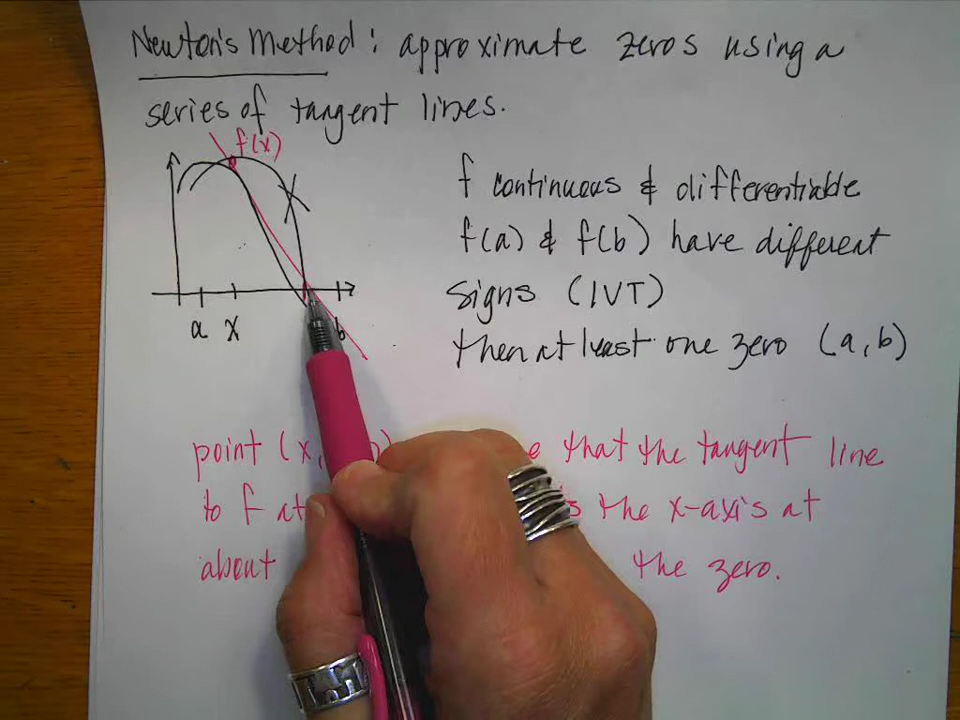 Newton's Method: approximate zeros using a
series of tangent lines.
f(x)
f continuous & differentiable
f(a) & f(b) have different
signs (IVT)
then at least one zero (a,b)
a x b
point (x, that the tangent line
to f at the x-axis at
about the zero.